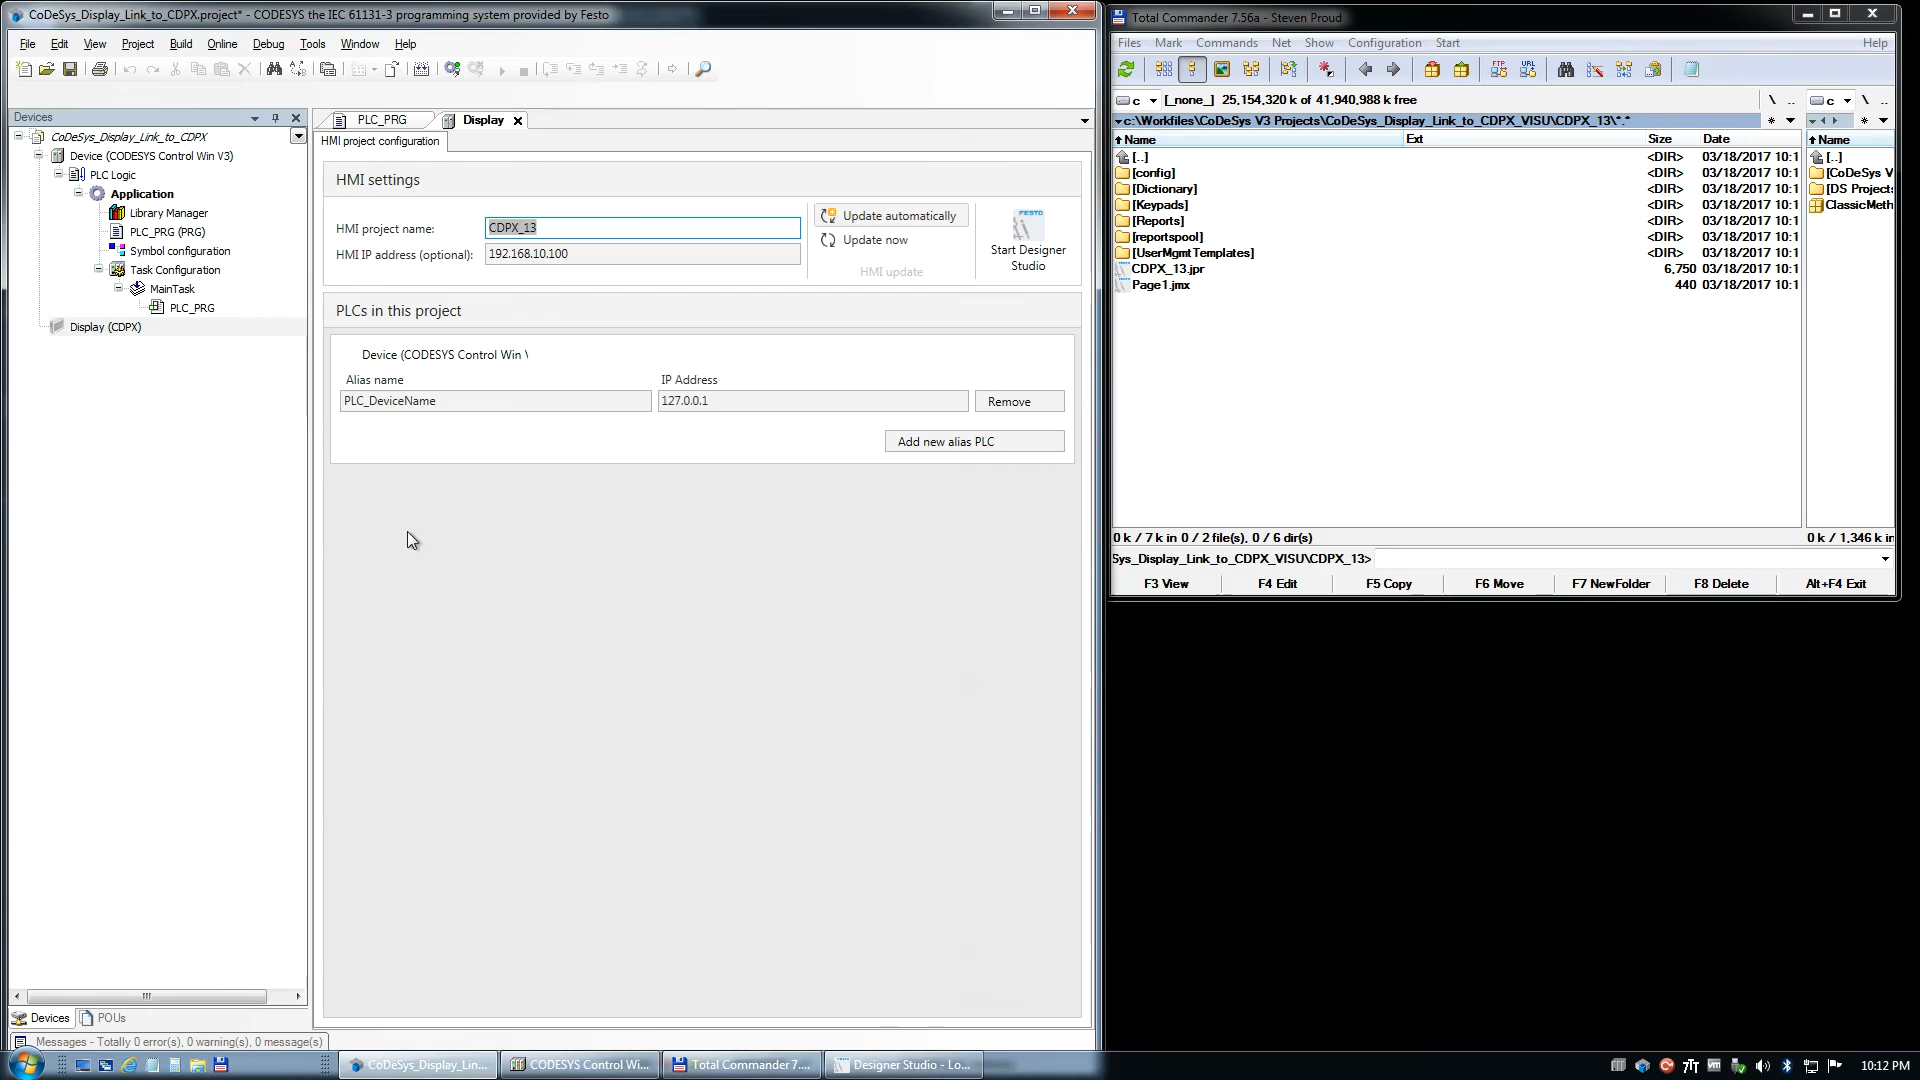 CoDeSys_Display_Link_to_CDPX.project* - CODESYS the IEC 61131-3 programming system provided by Festo
File Edit View Project Build Online Debug Tools Window Help
Devices
CoDeSys_Display_Link_to_CDPX
Device (CODESYS Control Win V3)
PLC Logic
Application
Library Manager
PLC_PRG (PRG)
Symbol configuration
Task Configuration
MainTask
PLC_PRG
Display (CDPX)
Devices POUs
PLC_PRG Display
HMI project configuration
HMI settings
HMI project name: CDPX_13
HMI IP address (optional): 192.168.10.100
Update automatically
Update now
HMI update
FESTO
Start Designer
Studio
PLCs in this project
Device (CODESYS Control Win \
Alias name IP Address
PLC_DeviceName 127.0.0.1 Remove
Add new alias PLC
Messages - Totally 0 error(s), 0 warning(s), 0 message(s)
Total Commander 7.56a - Steven Proud
Files Mark Commands Net Show Configuration Start Help
FTP URL
c [_none_] 25,154,320 k of 41,940,988 k free \ .. c \ ..
c:\Workfiles\CoDeSys V3 Projects\CoDeSys_Display_Link_to_CDPX_VISU\CDPX_13\*.* *
Name Ext Size Date Name
[..] <DIR> 03/18/2017 10:1 [..]
[config] <DIR> 03/18/2017 10:1 [CoDeSys V
[Dictionary] <DIR> 03/18/2017 10:1 [DS Project:
[Keypads] <DIR> 03/18/2017 10:1 ClassicMeth
[Reports] <DIR> 03/18/2017 10:1
[reportspool] <DIR> 03/18/2017 10:1
[UserMgmtTemplates] <DIR> 03/18/2017 10:1
CDPX_13.jpr 6,750 03/18/2017 10:1
Page1.jmx 440 03/18/2017 10:1
0 k / 7 k in 0 / 2 file(s), 0 / 6 dir(s) 0 k / 1,346 k in
Sys_Display_Link_to_CDPX_VISU\CDPX_13>
F3 View F4 Edit F5 Copy F6 Move F7 NewFolder F8 Delete Alt+F4 Exit
CoDeSys_Display_Lin... CODESYS Control Wi... Total Commander 7.... Designer Studio - Lo... 10:12 PM